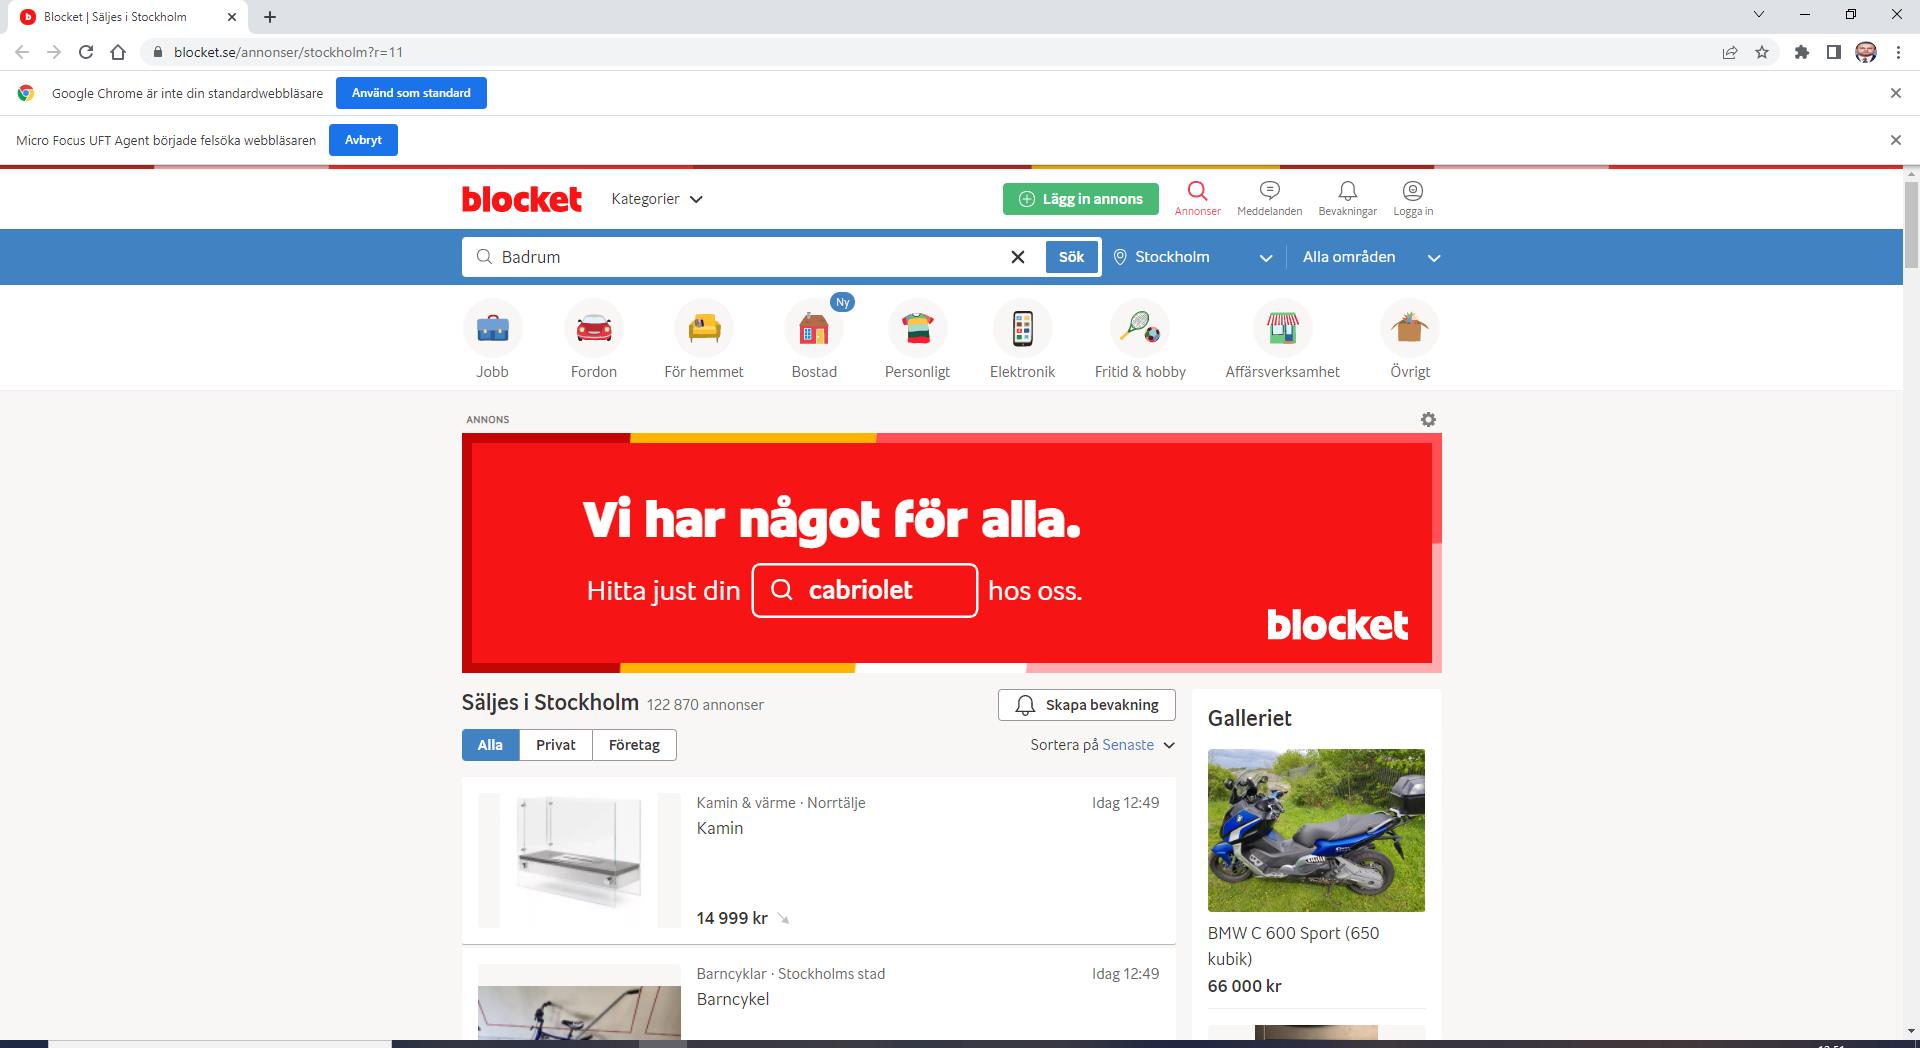 Blocket | Säljes i Stockholm
blocket.se/annonser/stockholm?r=11
Google Chrome är inte din standardwebbläsare
Använd som standard
Micro Focus UFT Agent började felsöka webbläsaren
Avbryt
blocket
Kategorier
Lägg in annons
Annonser
Meddelanden
Bevakningar
Logga in
Badrum
Sök
Stockholm
Alla områden
Ny
Jobb
Fordon
För hemmet
Bostad
Personligt
Elektronik
Fritid & hobby
Affärsverksamhet
Övrigt
ANNONS
Vi har något för alla.
Hitta just din cabriolet hos oss.
blocket
Säljes i Stockholm 122 870 annonser
Skapa bevakning
Alla
Privat
Företag
Sortera på Senaste
Kamin & värme · Norrtälje
Idag 12:49
Kamin
14 999 kr
Barncyklar · Stockholms stad
Idag 12:49
Barncykel
Galleriet
BMW C 600 Sport (650
kubik)
66 000 kr